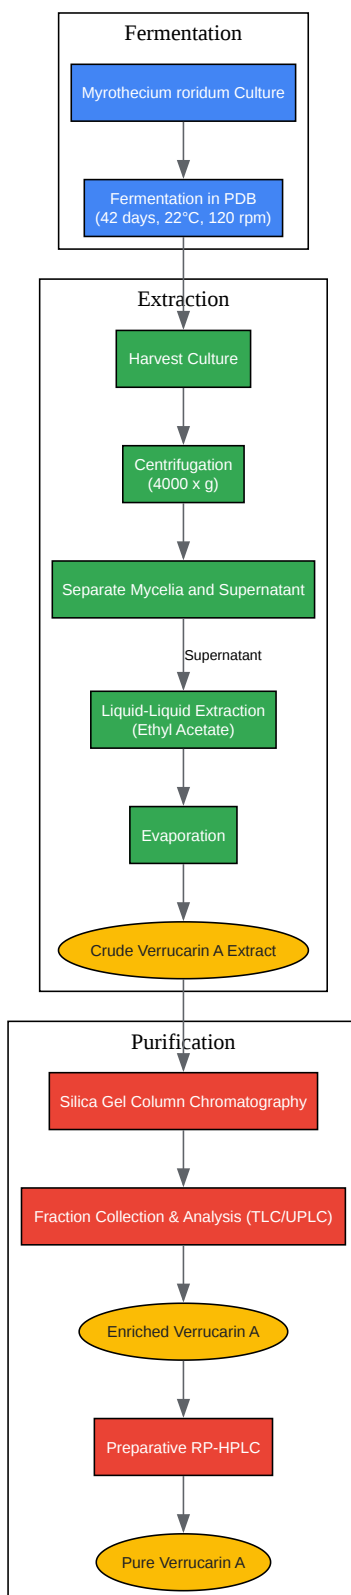 Fermentation
Myrothecium roridum Culture
Fermentation in PDB
(42 days, 22°C, 120 rpm)
Extraction
Harvest Culture
Centrifugation
(4000 x g)
Separate Mycelia and Supernatant
Supernatant
Liquid-Liquid Extraction
(Ethyl Acetate)
Evaporation
Crude Verrucarin A Extract
Purification
Silica Gel Column Chromatography
Fraction Collection & Analysis (TLC/UPLC)
Enriched Verrucarin A
Preparative RP-HPLC
Pure Verrucarin A